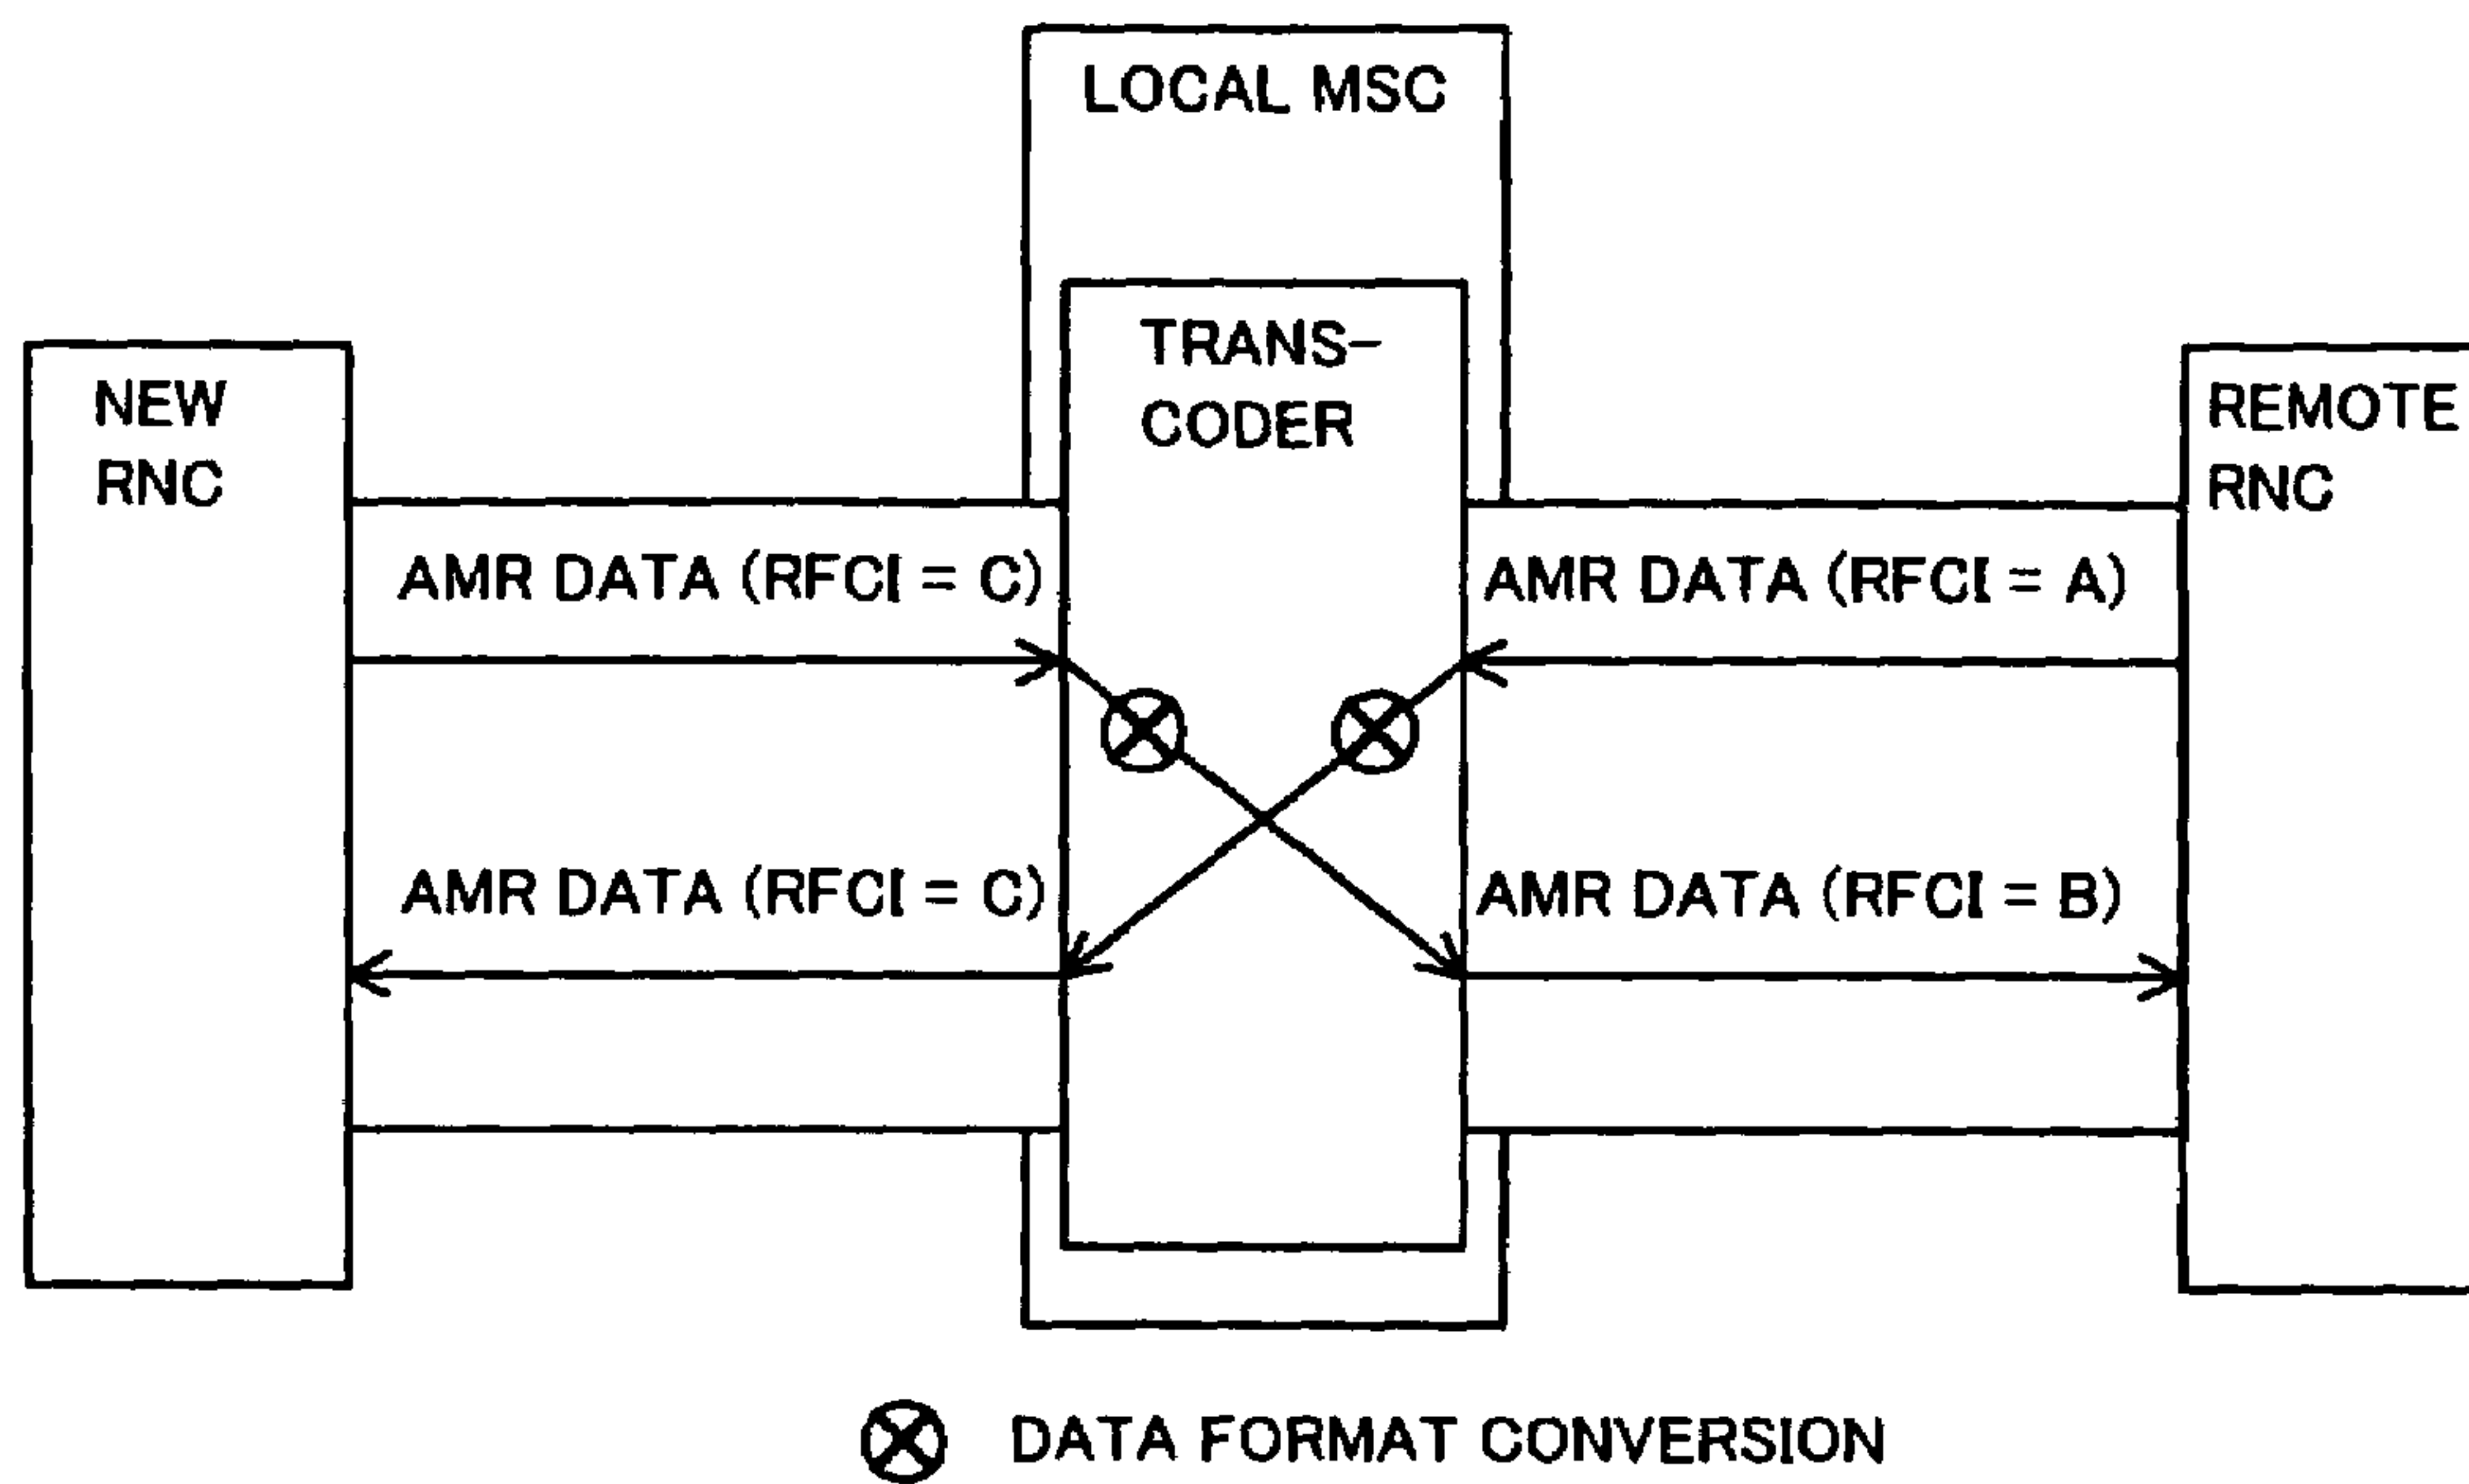 LOCAL MSC
TRANS-
CODER
NEW
RNC
REMOTE
RNC
AMR DATA (RFCI = C)
AMR DATA (RFCI = A)
AMR DATA (RFCI = C)
AMR DATA (RFCI = B)
DATA FORMAT CONVERSION